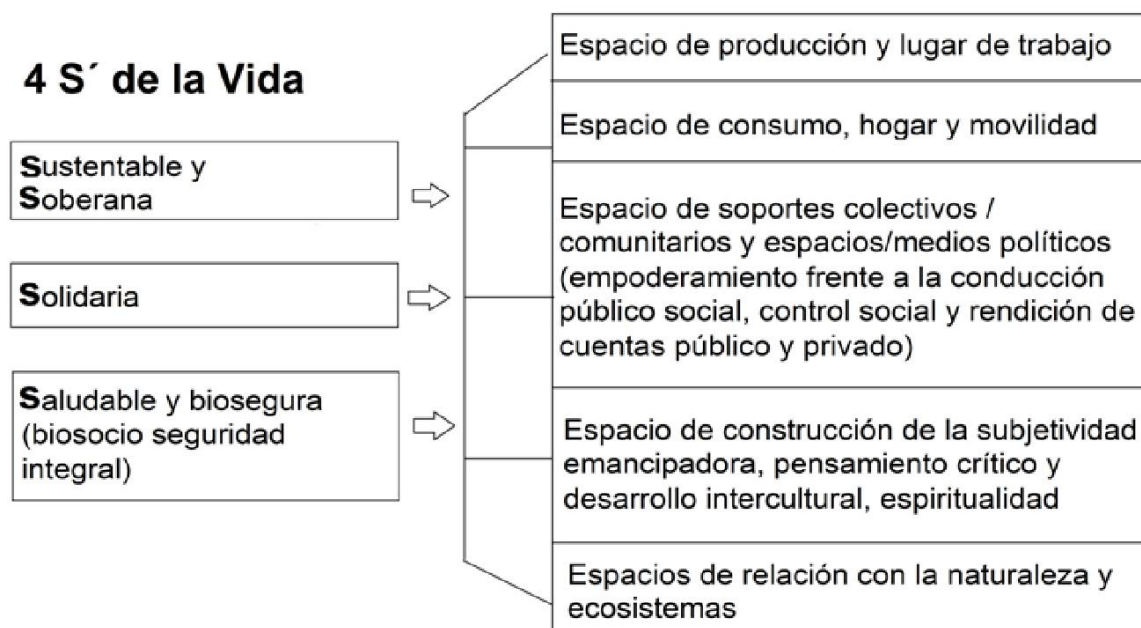 4 S´ de la Vida
Sustentable y
Soberana
Solidaria
Saludable y biosegura
(biosocio seguridad
integral)
Espacio de producción y lugar de trabajo
Espacio de consumo, hogar y movilidad
Espacio de soportes colectivos /
comunitarios y espacios/medios políticos
(empoderamiento frente a la conducción
público social, control social y rendición de
cuentas público y privado)
Espacio de construcción de la subjetividad
emancipadora, pensamiento crítico y
desarrollo intercultural, espiritualidad
Espacios de relación con la naturaleza y
ecosistemas